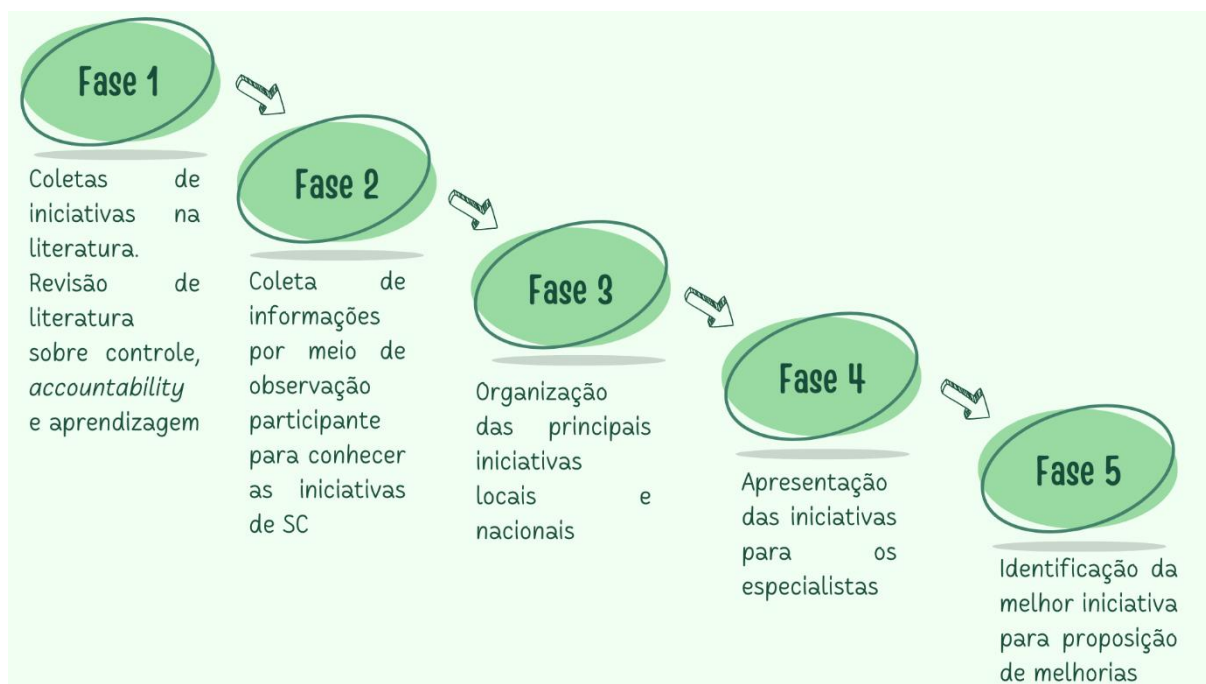 Fase 1
Coletas de
iniciativas na
literatura.
Revisão de
literatura
sobre controle,
accountability
e aprendizagem
Fase 2
Coleta de
informações
por meio de
observação
participante
para conhecer
as iniciativas
de SC
Fase 3
Organização
das principais
iniciativas
locais e
nacionais
Fase 4
Apresentação
das iniciativas
para os
especialistas
Fase 5
Identificação da
melhor iniciativa
para proposição
de melhorias